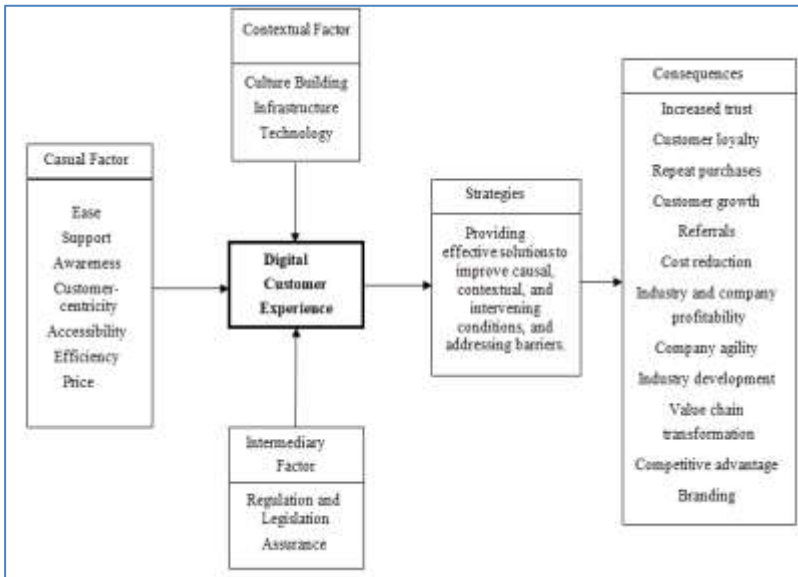 Contextual Factor
Culture Building
Infrastructure
Technology
Casual Factor
Ease
Support
Awareness
Customer-
centricity
Accessibility
Efficiency
Price
Digital
Customer
Experience
Intermediary
Factor
Regulation and
Legislation
Assurance
Strategies
Providing
effective solutions to
improve causal,
contextual, and
intervening
conditions, and
addressing barriers.
Consequences
Increased trust
Customer loyalty
Repeat purchases
Customer growth
Referrals
Cost reduction
Industry and company
profitability
Company agility
Industry development
Value chain
transformation
Competitive advantage
Branding